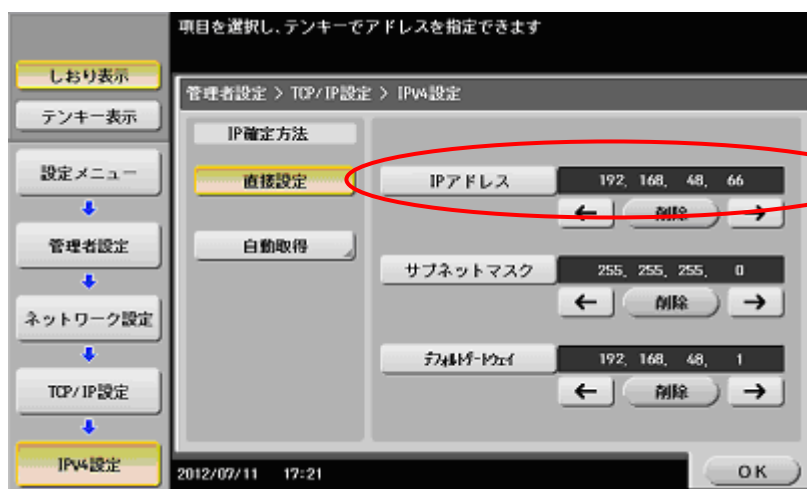 項目を選択し、テンキーでアドレスを指定できます
しおり表示
テンキー表示
設定メニュー
管理者設定
ネットワーク設定
TCP/IP設定
IPv4設定
管理者設定 > TCP/IP設定 > IPv4設定
IP確定方法
直接設定
自動取得
IPアドレス 192. 168. 48. 66
← 削除 →
サブネットマスク 255. 255. 255. 0
← 削除 →
ﾃﾞﾌｫﾙﾄｹﾞｰﾄｳｪｲ 192. 168. 48. 1
← 削除 →
2012/07/11 17:21
OK